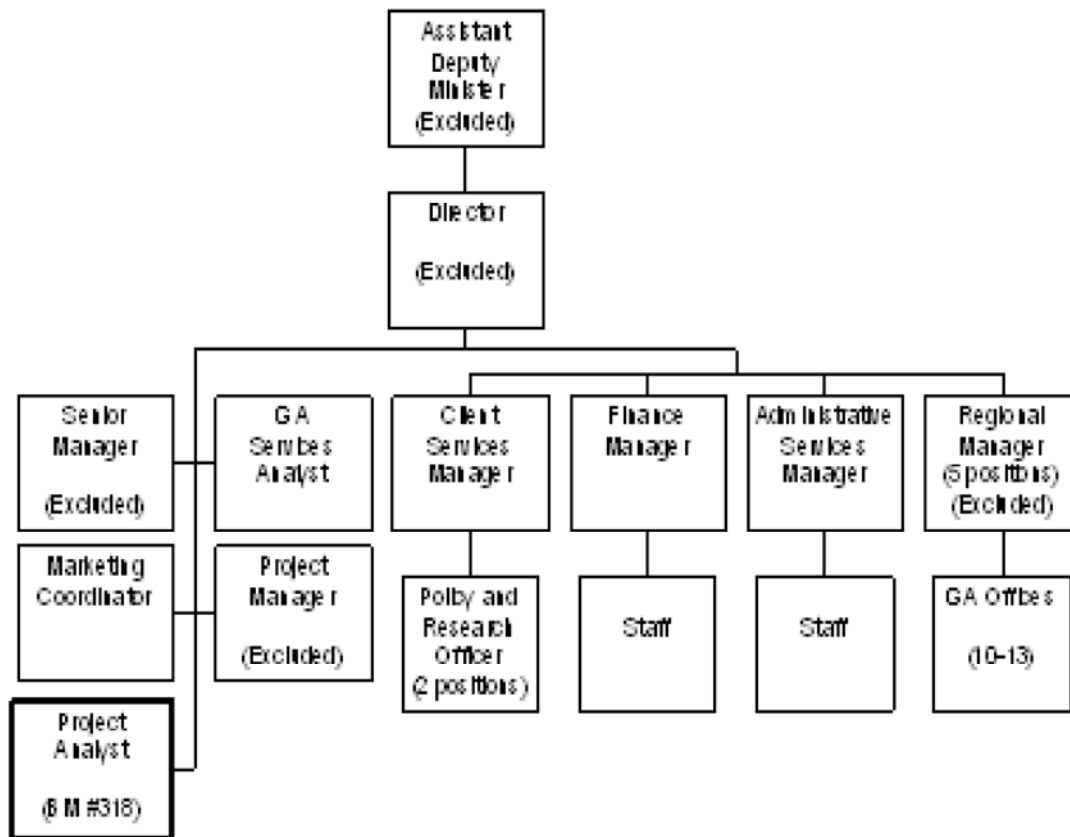 Assistant
Deputy
Minister
(Excluded)
Director
(Excluded)
Senior
Manager
(Excluded)
GA
Services
Analyst
Client
Services
Manager
Finance
Manager
Administrative
Services
Manager
Regional
Manager
(5 positions)
(Excluded)
Marketing
Coordinator
Project
Manager
(Excluded)
Policy and
Research
Officer
(2 positions)
Staff
Staff
GA Offices
(10-13)
Project
Analyst
(BM #318)